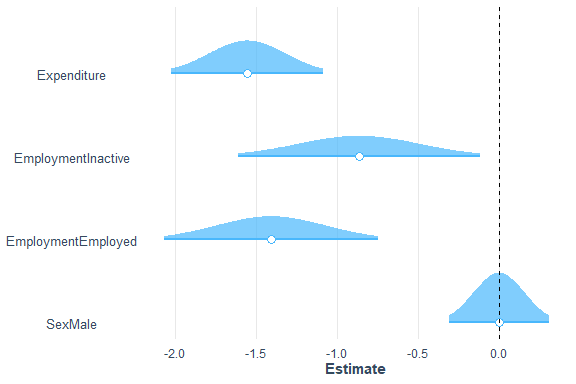 Expenditure
EmploymentInactive
EmploymentEmployed
SexMale
-2.0 -1.5 -1.0 -0.5 0.0
Estimate